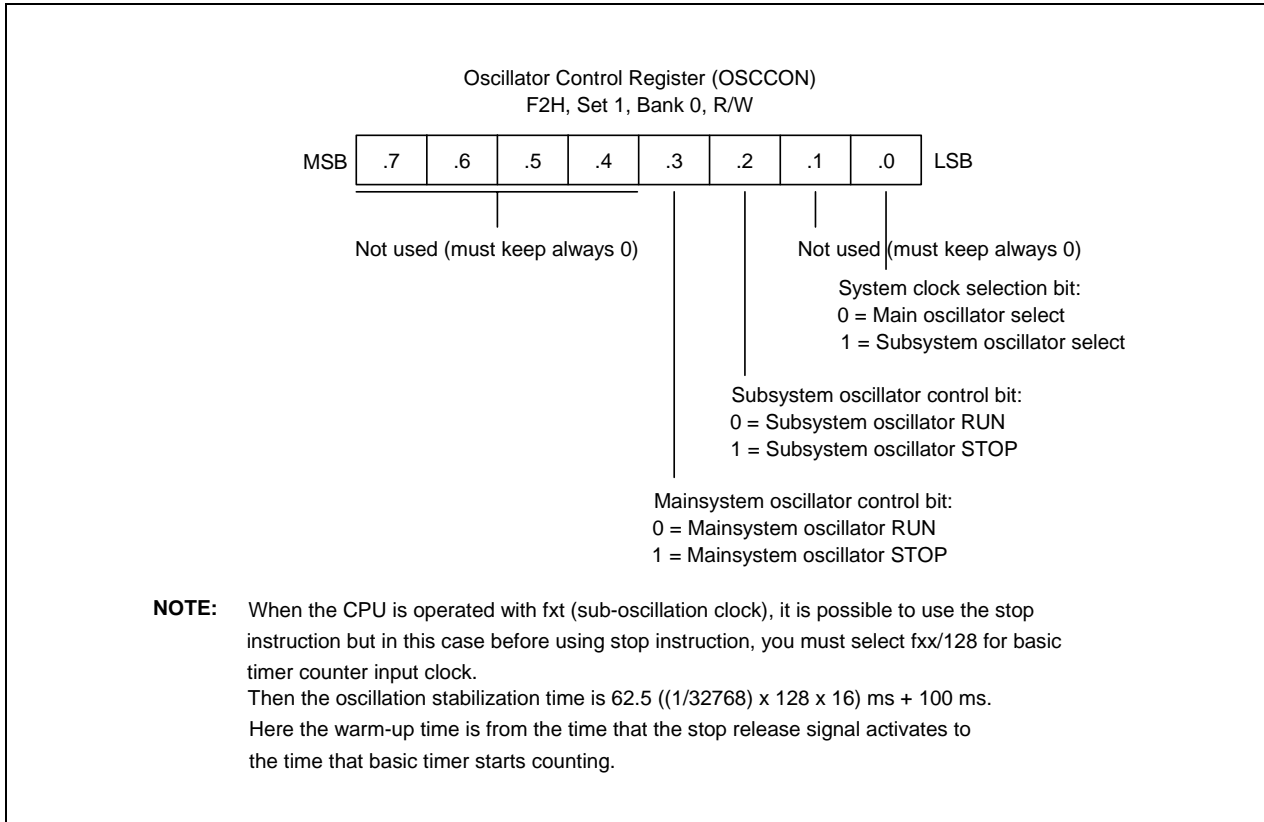 Oscillator Control Register (OSCCON)
F2H, Set 1, Bank 0, R/W
MSB .7 .6 .5 .4 .3 .2 .1 .0 LSB
Not used (must keep always 0) Not used (must keep always 0)
System clock selection bit:
0 = Main oscillator select
1 = Subsystem oscillator select
Subsystem oscillator control bit:
0 = Subsystem oscillator RUN
1 = Subsystem oscillator STOP
Mainsystem oscillator control bit:
0 = Mainsystem oscillator RUN
1 = Mainsystem oscillator STOP
NOTE: When the CPU is operated with fxt (sub-oscillation clock), it is possible to use the stop
instruction but in this case before using stop instruction, you must select fxx/128 for basic
timer counter input clock.
Then the oscillation stabilization time is 62.5 ((1/32768) x 128 x 16) ms + 100 ms.
Here the warm-up time is from the time that the stop release signal activates to
the time that basic timer starts counting.